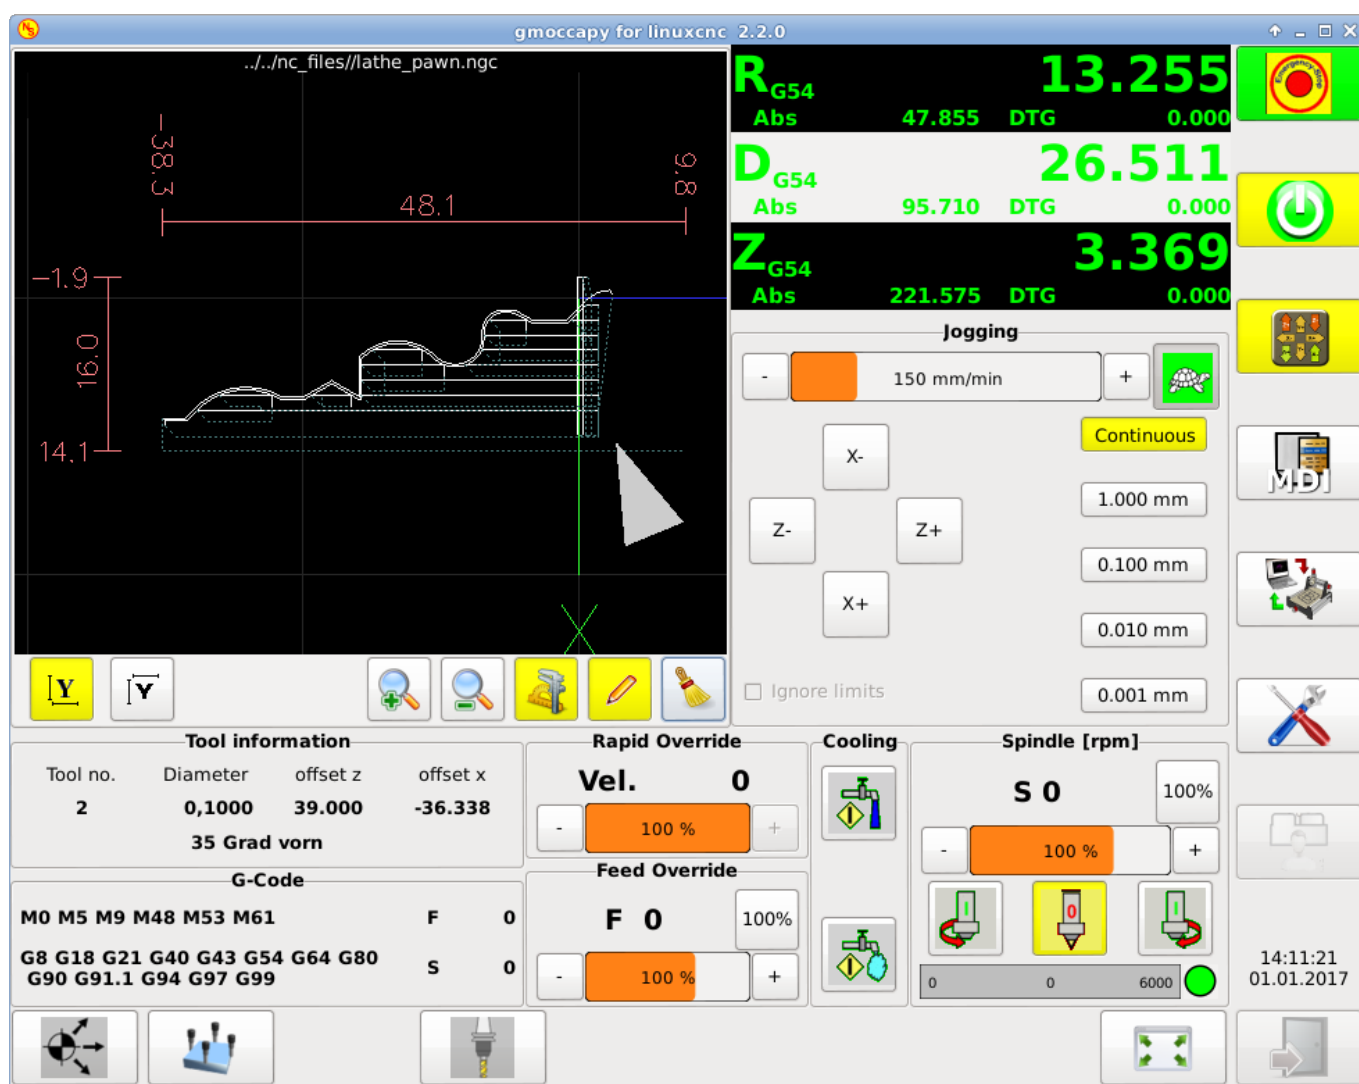 gmoccapy for linuxcnc 2.2.0
../../nc_files//lathe_pawn.ngc
-38.3
9.8
48.1
-1.9
16.0
14.1
X
R G54 13.255
Abs 47.855 DTG 0.000
D G54 26.511
Abs 95.710 DTG 0.000
Z G54 3.369
Abs 221.575 DTG 0.000
Emergency-Stop
Jogging
- 150 mm/min +
Continuous
X-
1.000 mm
Z- Z+
0.100 mm
X+
0.010 mm
Ignore limits
0.001 mm
MDI
Y Y
Tool information
Tool no. Diameter offset z offset x
2 0,1000 39.000 -36.338
35 Grad vorn
G-Code
M0 M5 M9 M48 M53 M61 F 0
G8 G18 G21 G40 G43 G54 G64 G80
G90 G91.1 G94 G97 G99 S 0
Rapid Override
Vel. 0
- 100 % +
Feed Override
F 0 100%
- 100 % +
Cooling
Spindle [rpm]
S 0 100%
- 100 % +
I 0 I
0 0 6000
14:11:21
01.01.2017